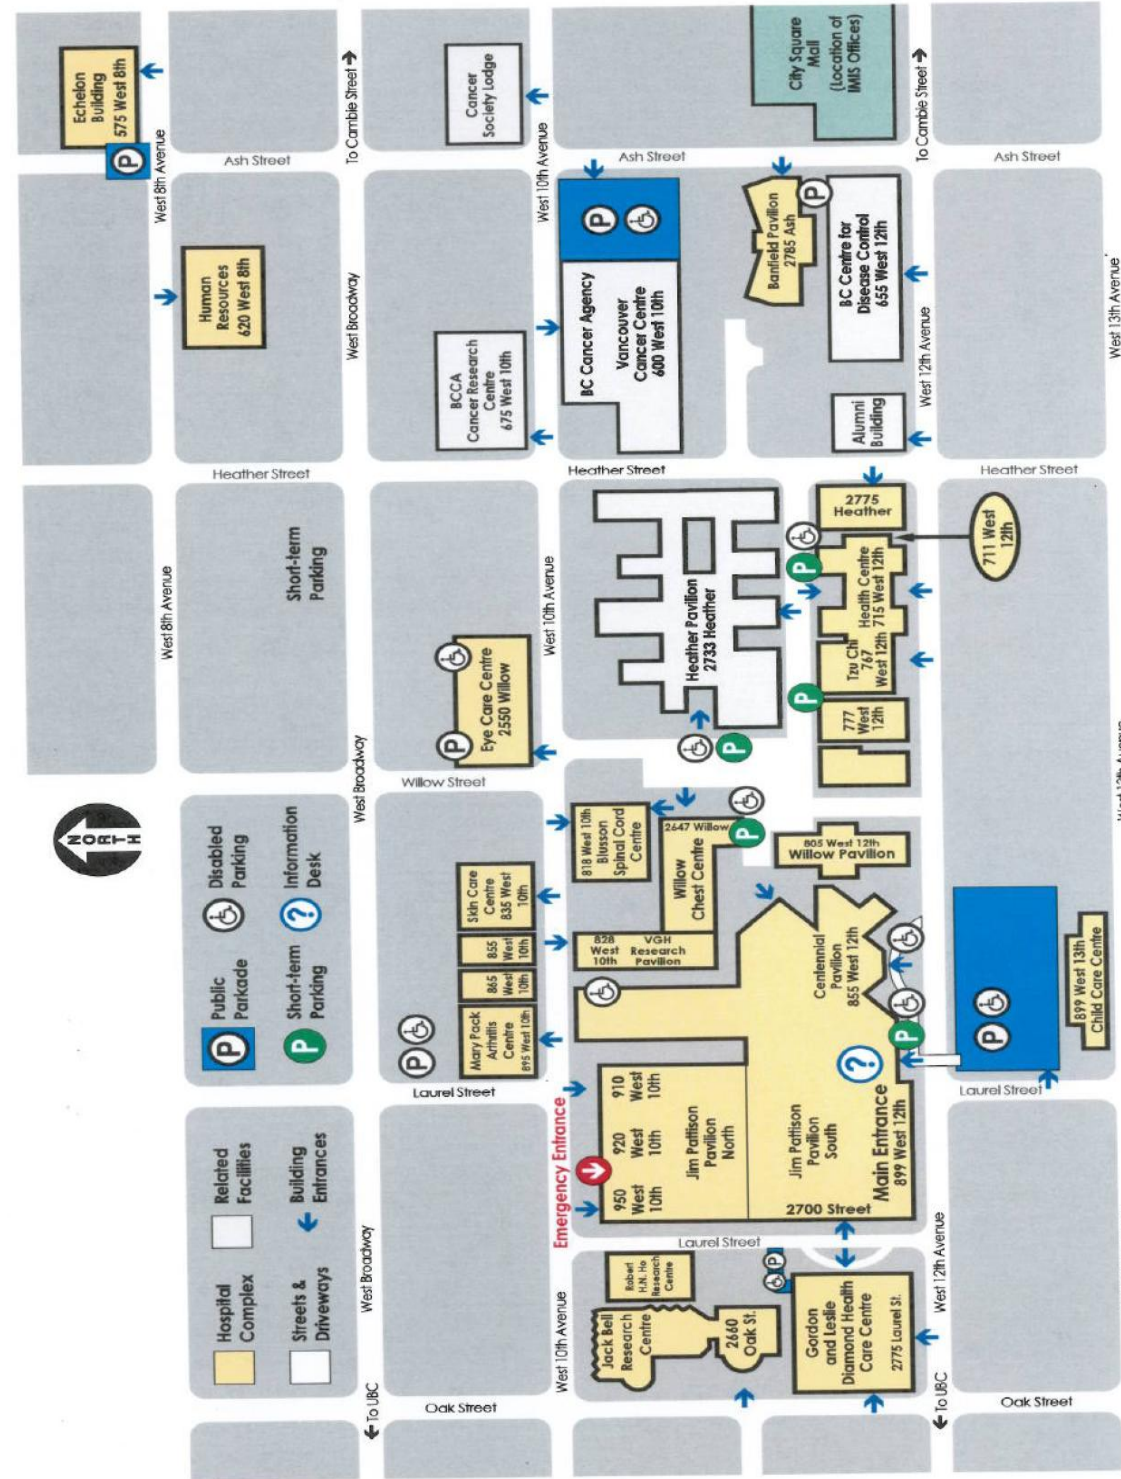 NORTH
Hospital
Complex
Related
Facilities
Streets &
Driveways
Building
Entrances
P
Public
Parkade
Disabled
Parking
P
Short-term
Parking
?
Information
Desk
Short-term
Parking
Echelon
Building
575 West 8th
P
West 8th Avenue
West 8th Avenue
Human
Resources
620 West 8th
Heather Street
Ash Street
←To UBC
West Broadway
West Broadway
West Broadway
To Cambie Street →
Oak Street
Laurel Street
Willow Street
P
Mary Pack
Arthritis
Centre
895 West 10th
865
West
10th
855
West
10th
Skin Care
Centre
835 West
10th
P
Eye Care Centre
2550 Willow
BCCA
Cancer Research
Centre
675 West 10th
Cancer
Society Lodge
West 10th Avenue
Emergency Entrance
West 10th Avenue
West 10th Avenue
Heather Street
Ash Street
Jack Bell
Research
Centre
Robert
H.N. Ho
Research
Centre
2660
Oak St.
Laurel Street
950
West
10th
920
West
10th
910
West
10th
Jim Pattison
Pavilion
North
Jim Pattison
Pavilion
South
2700 Street
828
West
10th
VGH
Research
Pavilion
818 West 10th
Blusson
Spinal Cord
Centre
2647 Willow
Willow
Chest Centre
P
P
Heather Pavilion
2733 Heather
BC Cancer Agency
Vancouver
Cancer Centre
600 West 10th
P
City Square
Mall
(Location of
IMIS Offices)
Banfield Pavilion
2785 Ash
P
BC Centre for
Disease Control
655 West 12th
Alumni
Building
P
Gordon
and Leslie
Diamond Health
Care Centre
2775 Laurel St.
Main Entrance
899 West 12th
?
P
Centennial
Pavilion
855 West 12th
805 West 12th
Willow Pavilion
P
777
West
12th
Tzu Chi
767
West 12th
P
Health Centre
715 West 12th
2775
Heather
711 West
12th
←To UBC
West 12th Avenue
West 12th Avenue
To Cambie Street →
Oak Street
Laurel Street
P
899 West 13th
Child Care Centre
Heather Street
Ash Street
West 13th Avenue